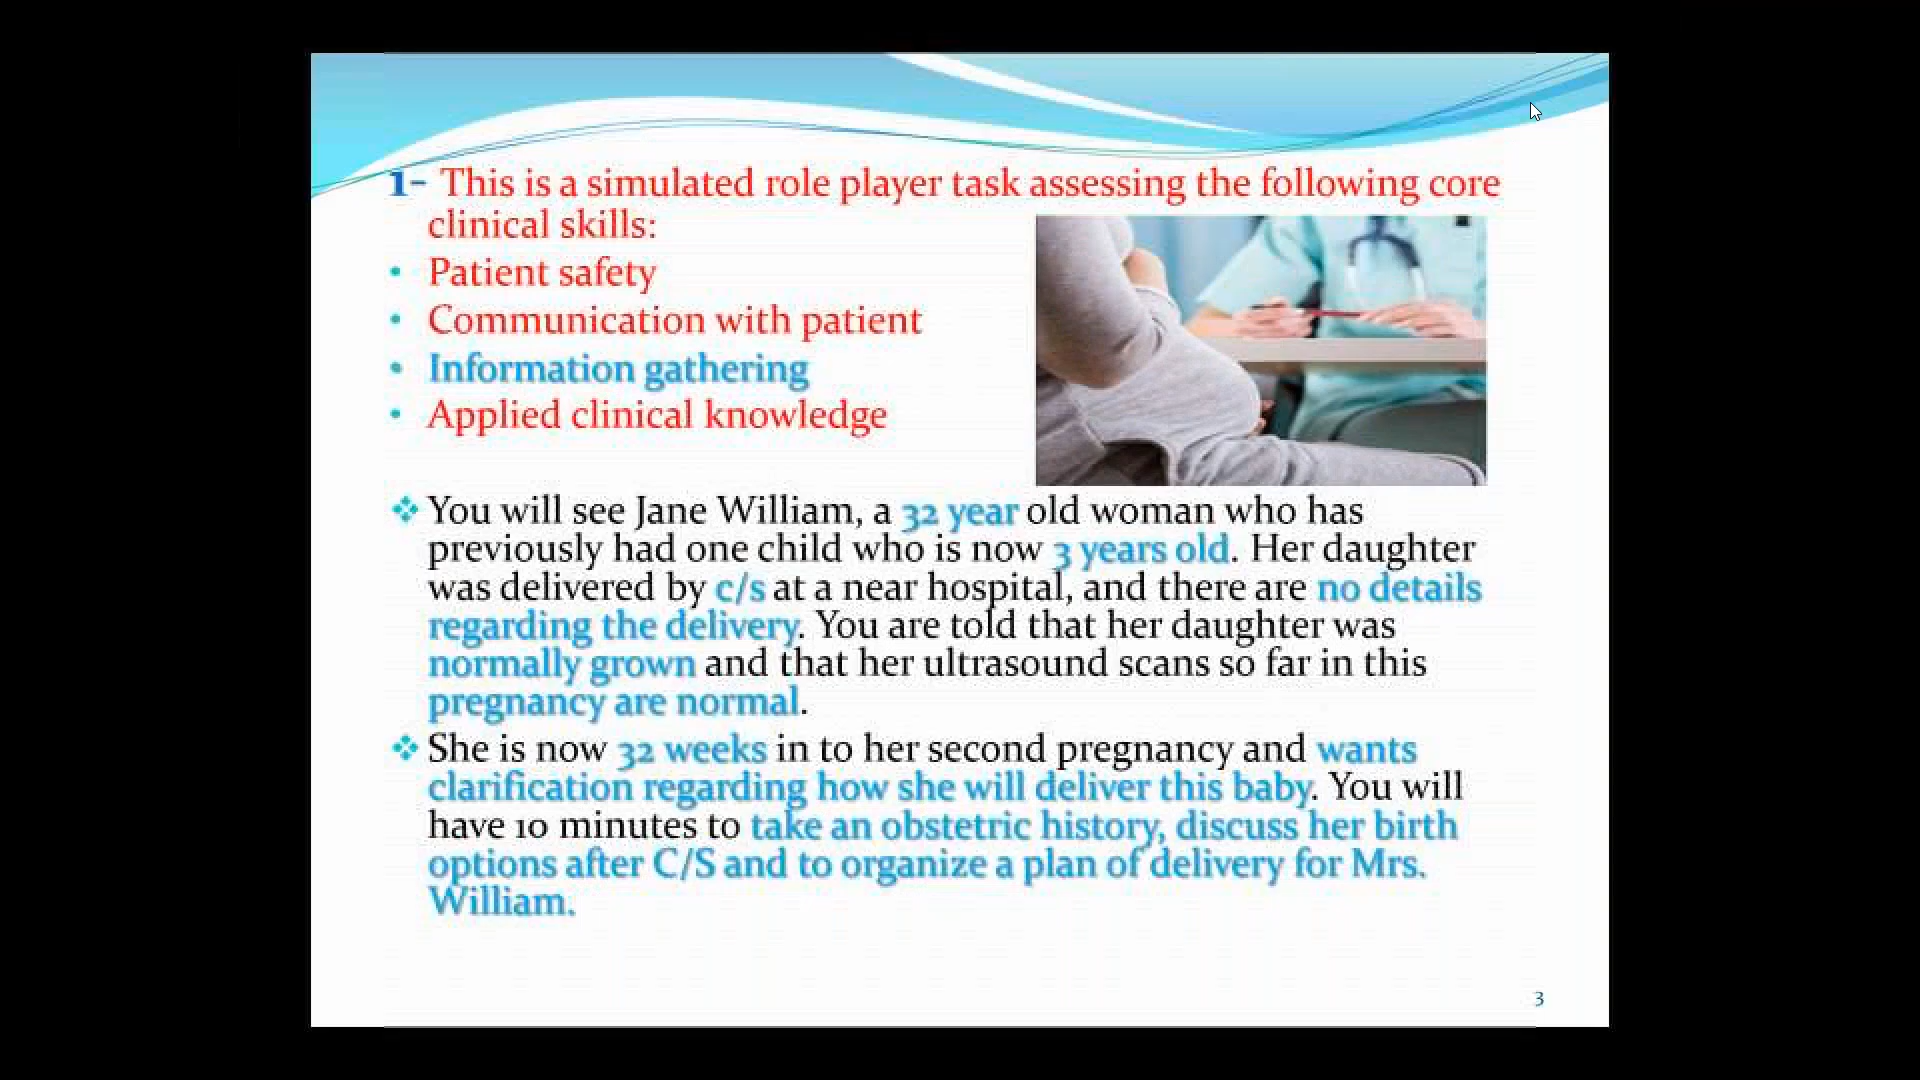 1- This is a simulated role player task assessing the following core
clinical skills:
• Patient safety
• Communication with patient
• Information gathering
• Applied clinical knowledge
❖ You will see Jane William, a 32 year old woman who has
previously had one child who is now 3 years old. Her daughter
was delivered by c/s at a near hospital, and there are no details
regarding the delivery. You are told that her daughter was
normally grown and that her ultrasound scans so far in this
pregnancy are normal.
❖ She is now 32 weeks in to her second pregnancy and wants
clarification regarding how she will deliver this baby. You will
have 10 minutes to take an obstetric history, discuss her birth
options after C/S and to organize a plan of delivery for Mrs.
William.
3